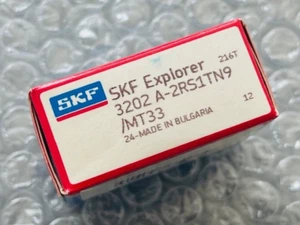 SKF
SKF Explorer
216T
3202 A-2RS1TN9
/MT33
12
24-MADE IN BULGARIA